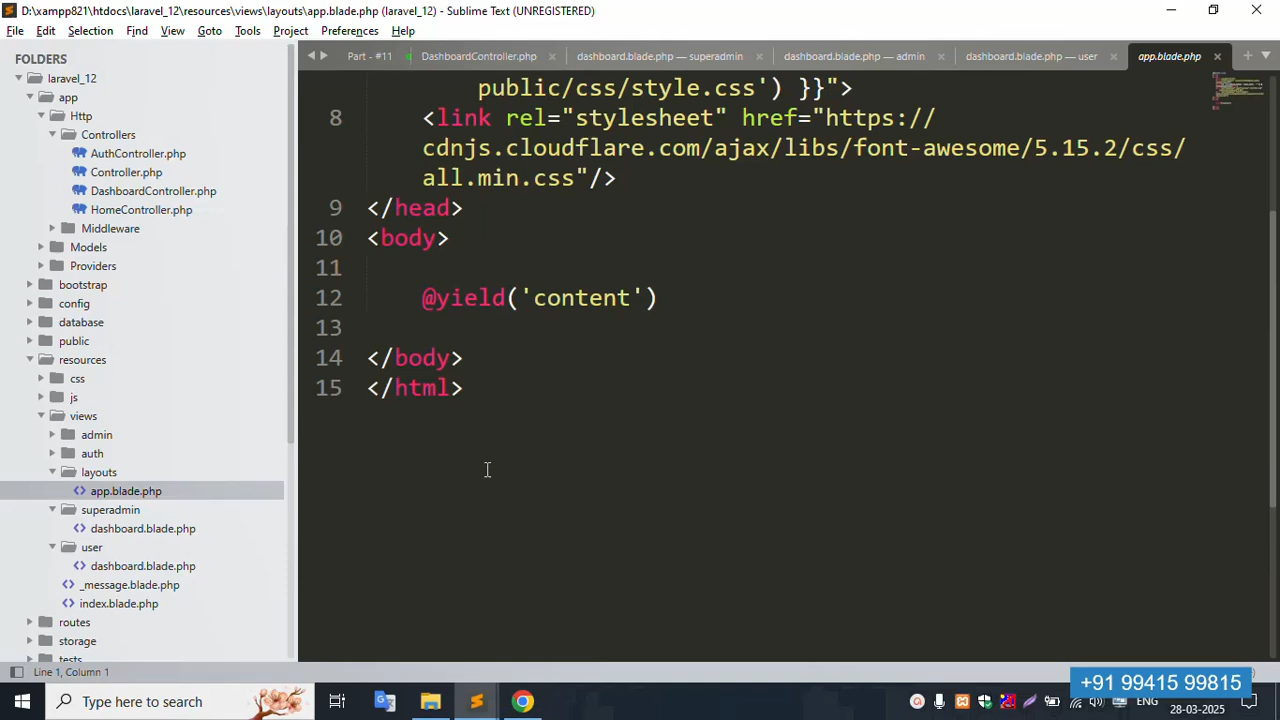 D:\xampp821\htdocs\laravel_12\resources\views\layouts\app.blade.php (laravel_12) - Sublime Text (UNREGISTERED)
File Edit Selection Find View Goto Tools Project Preferences Help
FOLDERS
laravel_12
app
Http
Controllers
AuthController.php
Controller.php
DashboardController.php
HomeController.php
Middleware
Models
Providers
bootstrap
config
database
public
resources
css
js
views
admin
auth
layouts
app.blade.php
superadmin
dashboard.blade.php
user
dashboard.blade.php
_message.blade.php
index.blade.php
routes
storage
tests
Part - #11 DashboardController.php dashboard.blade.php — superadmin dashboard.blade.php — admin dashboard.blade.php — user app.blade.php
public/css/style.css') }}">
8 <link rel="stylesheet" href="https://
cdnjs.cloudflare.com/ajax/libs/font-awesome/5.15.2/css/
all.min.css"/>
9 </head>
10 <body>
11
12 @yield('content')
13
14 </body>
15 </html>
Line 1, Column 1
+91 99415 99815
Type here to search
ENG
28-03-2025